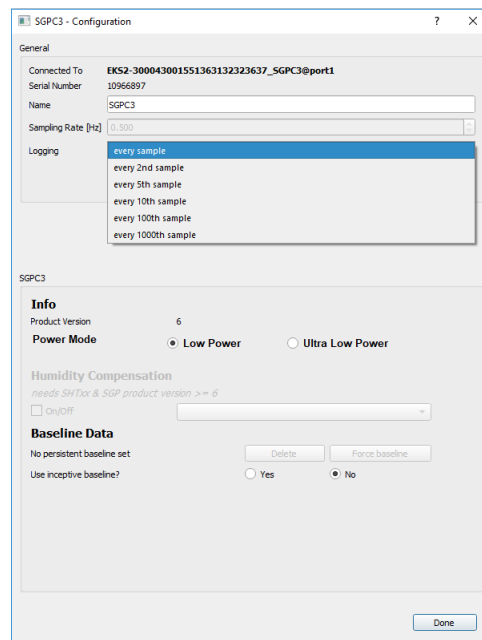 SGPC3 - Configuration
? ×
General
Connected To EKS2-300043001551363132323637_SGPC3@port1
Serial Number 10966897
Name SGPC3
Sampling Rate [Hz] 0.500
Logging every sample
every 2nd sample
every 5th sample
every 10th sample
every 100th sample
every 1000th sample
SGPC3
Info
Product Version 6
Power Mode Low Power Ultra Low Power
Humidity Compensation
needs SHTxx & SGP product version >= 6
On/Off
Baseline Data
No persistent baseline set Delete Force baseline
Use inceptive baseline? Yes No
Done